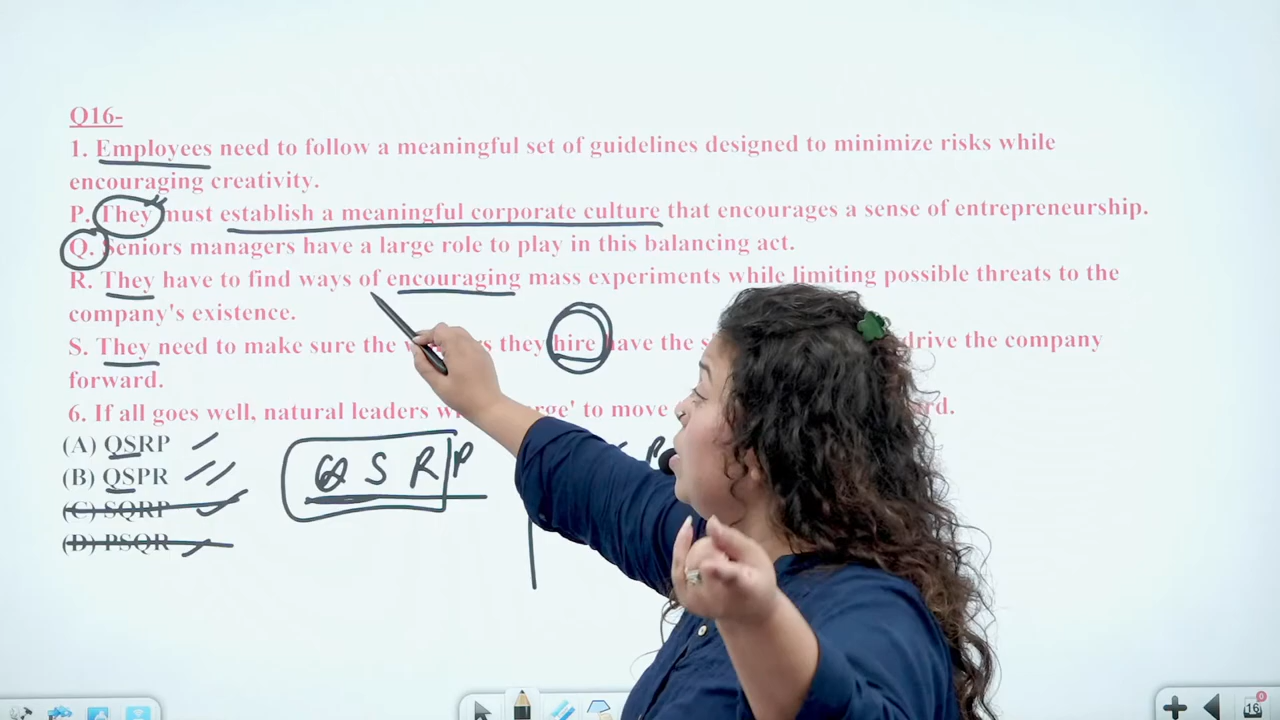 Q16-
1. Employees need to follow a meaningful set of guidelines designed to minimize risks while
encouraging creativity.
P. They must establish a meaningful corporate culture that encourages a sense of entrepreneurship.
Q. Seniors managers have a large role to play in this balancing act.
R. They have to find ways of encouraging mass experiments while limiting possible threats to the
company's existence.
S. They need to make sure the they hire have the drive the company
forward.
6. If all goes well, natural leaders to move
(A) QSRP
(B) QSPR
Q S R P
(C) SQRP
(D) PSQR
16